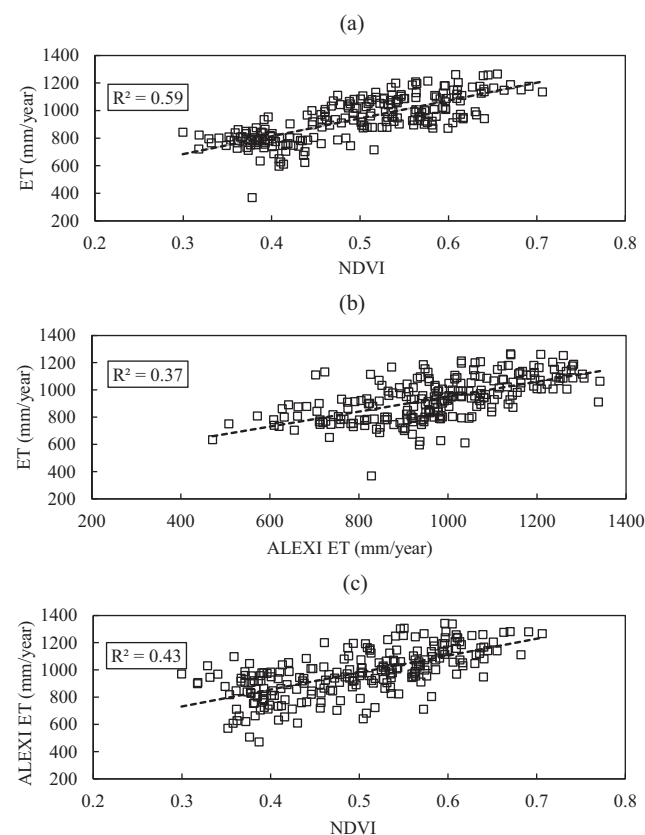 (a)
1400
1200
1000
800
600
400
200
R² = 0.59
ET (mm/year)
0.2 0.3 0.4 0.5 0.6 0.7 0.8
NDVI
(b)
1400
1200
1000
800
600
400
200
R² = 0.37
ET (mm/year)
200 400 600 800 1000 1200 1400
ALEXI ET (mm/year)
(c)
1400
1200
1000
800
600
400
200
R² = 0.43
ALEXI ET (mm/year)
0.2 0.3 0.4 0.5 0.6 0.7 0.8
NDVI